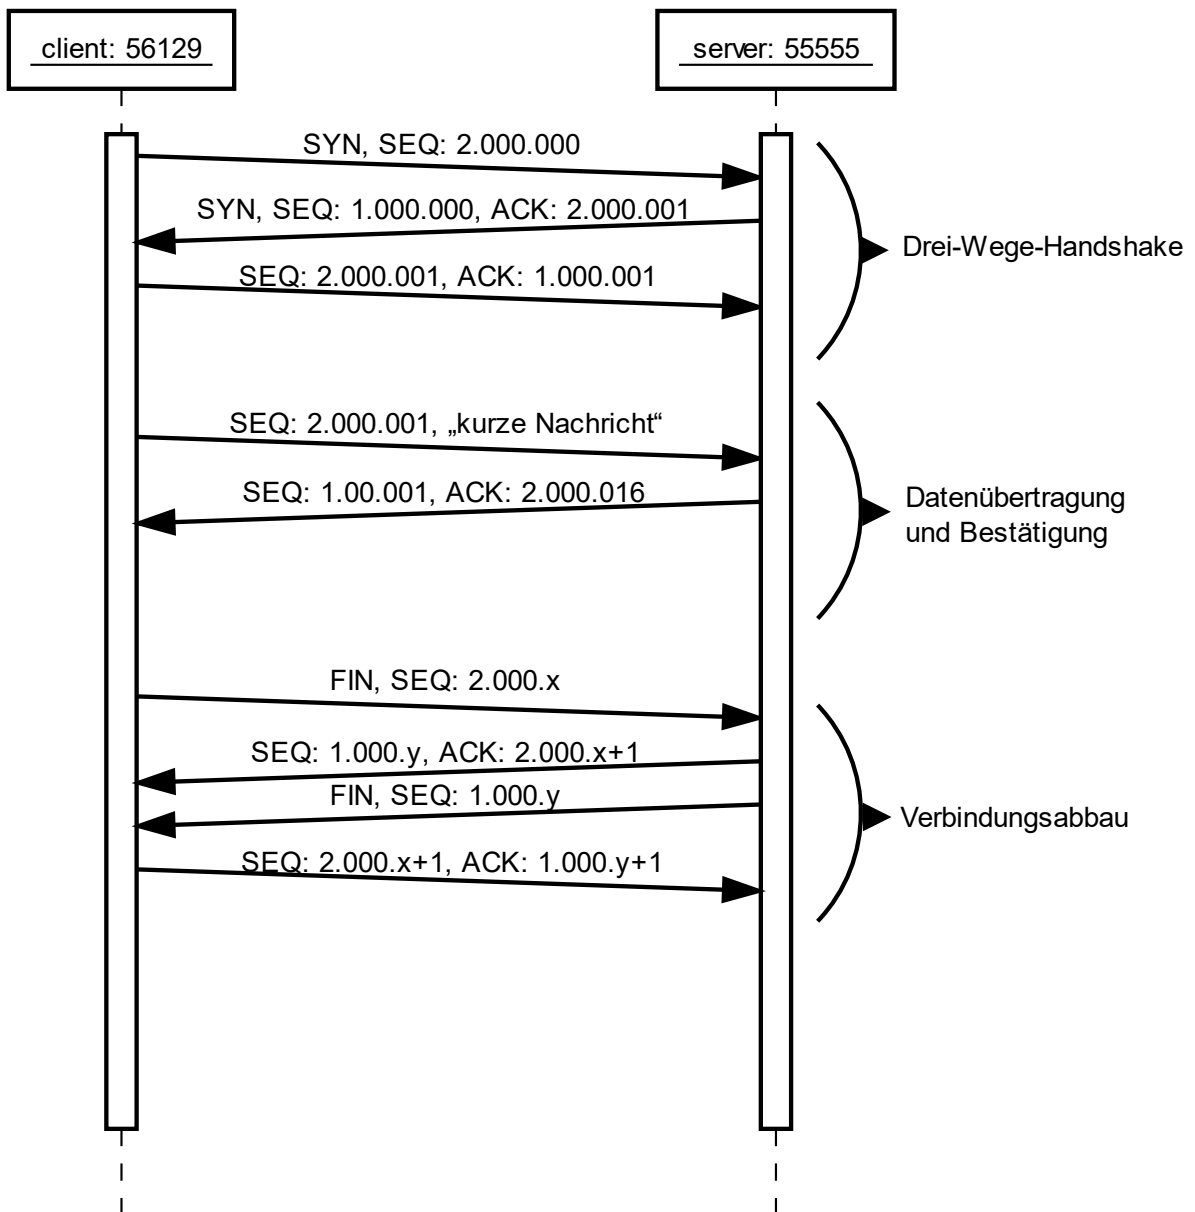 client: 56129
server: 55555
SYN, SEQ: 2.000.000
SYN, SEQ: 1.000.000, ACK: 2.000.001
SEQ: 2.000.001, ACK: 1.000.001
Drei-Wege-Handshake
SEQ: 2.000.001, „kurze Nachricht“
SEQ: 1.00.001, ACK: 2.000.016
Datenübertragung
und Bestätigung
FIN, SEQ: 2.000.x
SEQ: 1.000.y, ACK: 2.000.x+1
FIN, SEQ: 1.000.y
SEQ: 2.000.x+1, ACK: 1.000.y+1
Verbindungsabbau